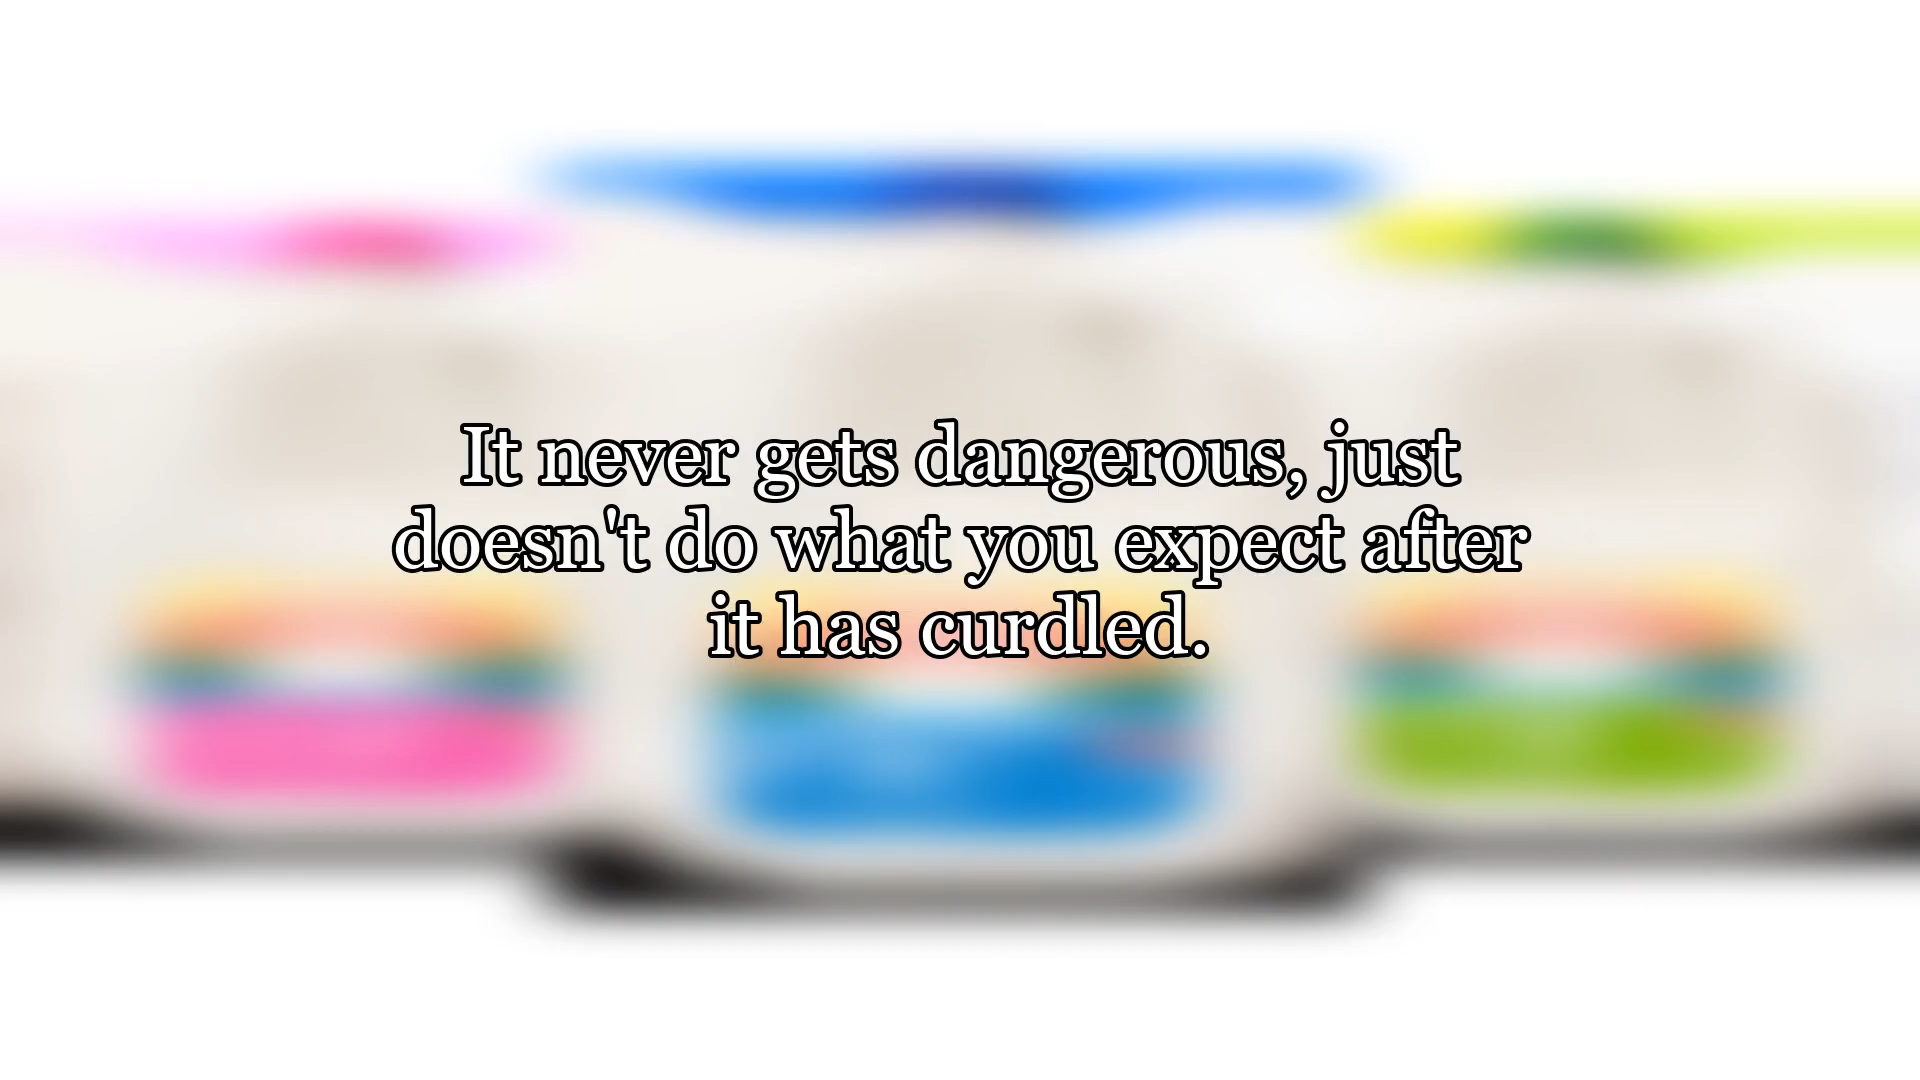 It never gets dangerous, just
doesn't do what you expect after
it has curdled.